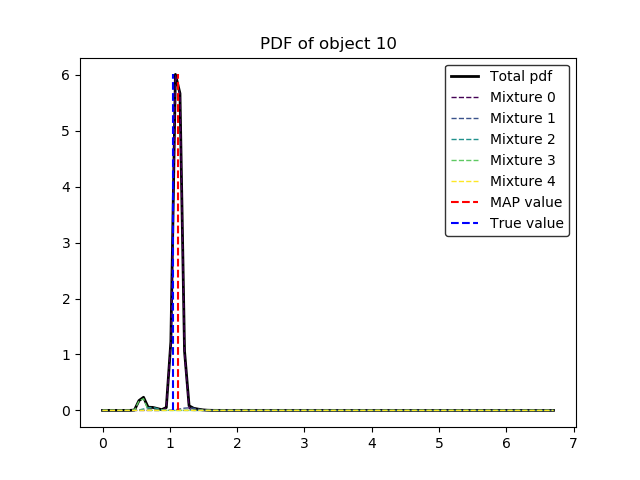 PDF of object 10
Total pdf
Mixture 0
Mixture 1
Mixture 2
Mixture 3
Mixture 4
MAP value
True value
6
5
4
3
2
1
0
0 1 2 3 4 5 6 7